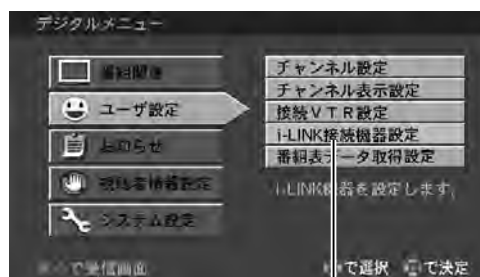 デジタルメニュー
番組関連
ユーザ設定
お知らせ
視聴者情報設定
システム設定
チャンネル設定
チャンネル表示設定
接続VTR設定
i-LINK接続機器設定
番組表データ取得設定
i-LINK機器を設定します。
で受信画面
で選択
で決定